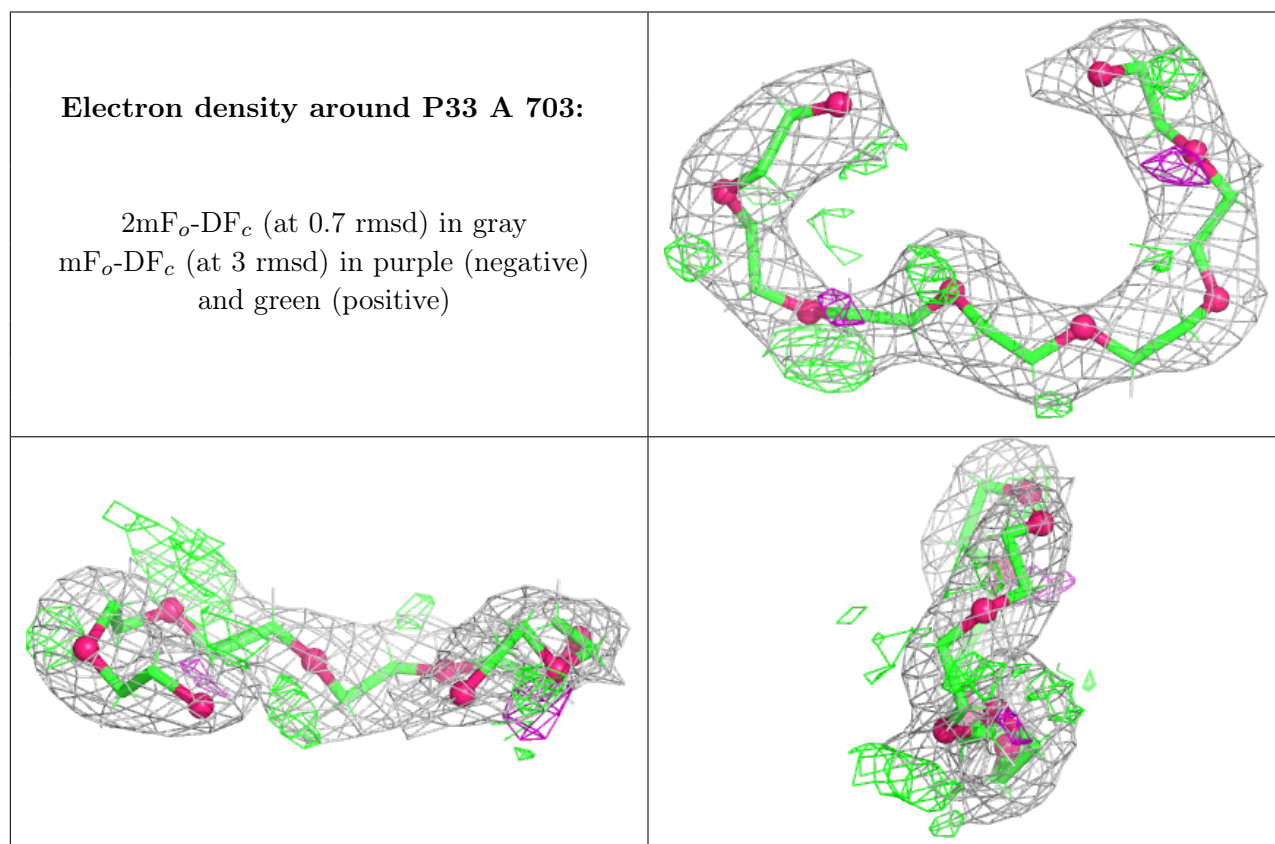 Electron density around P33 A 703:
2mFo-DFc (at 0.7 rmsd) in gray
mFo-DFc (at 3 rmsd) in purple (negative)
and green (positive)